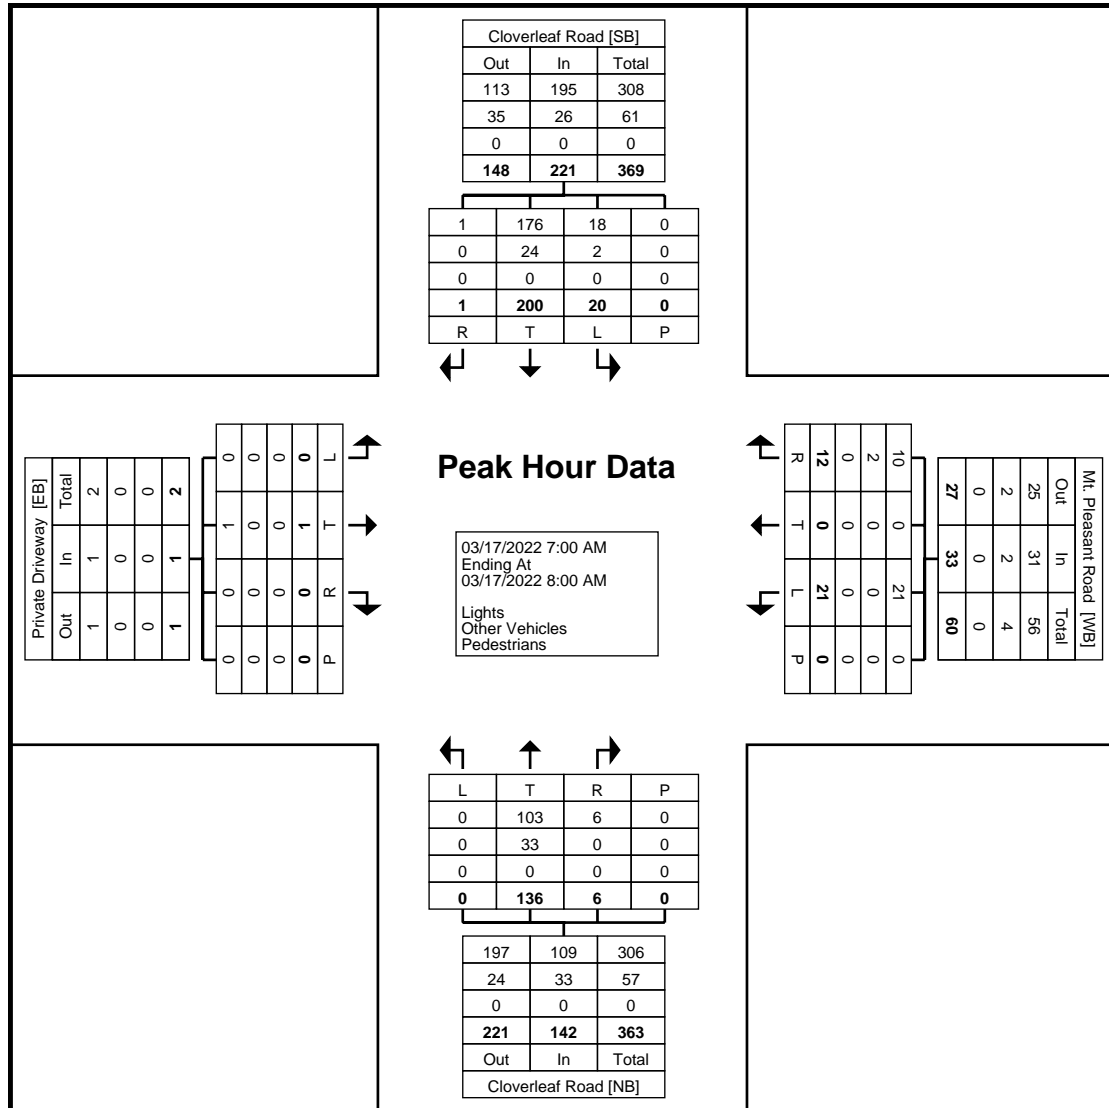 Cloverleaf Road [SB]
Out In Total
113 195 308
35 26 61
0 0 0
148 221 369
1 176 18 0
0 24 2 0
0 0 0 0
1 200 20 0
R T L P
Private Driveway [EB]
Total In Out
2 1 1
0 0 0
0 0 0
2 1 1
0 1 0 0
0 0 0 0
0 0 0 0
0 1 0 0
L T R P
Peak Hour Data
03/17/2022 7:00 AM
Ending At
03/17/2022 8:00 AM
Lights
Other Vehicles
Pedestrians
Mt. Pleasant Road [WB]
Out In Total
25 31 56
2 2 4
0 0 0
27 33 60
10 0 21 0
2 0 0 0
0 0 0 0
12 0 21 0
R T L P
L T R P
0 103 6 0
0 33 0 0
0 0 0 0
0 136 6 0
197 109 306
24 33 57
0 0 0
221 142 363
Out In Total
Cloverleaf Road [NB]